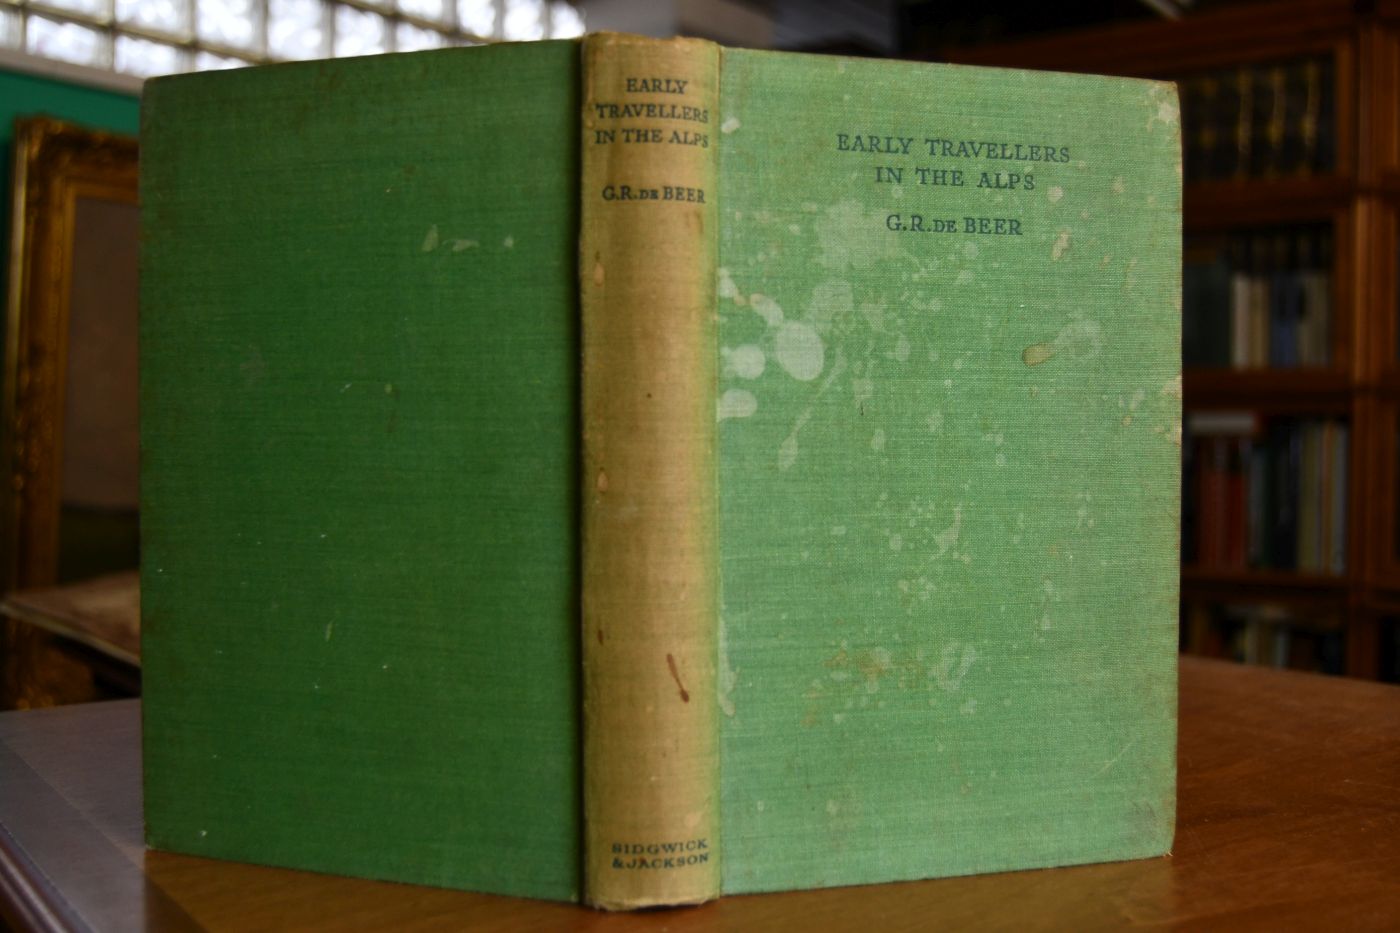 EARLY
TRAVELLERS
IN THE ALPS
G.R. DE BEER
SIDGWICK
& JACKSON
EARLY TRAVELLERS
IN THE ALPS
G.R. DE BEER